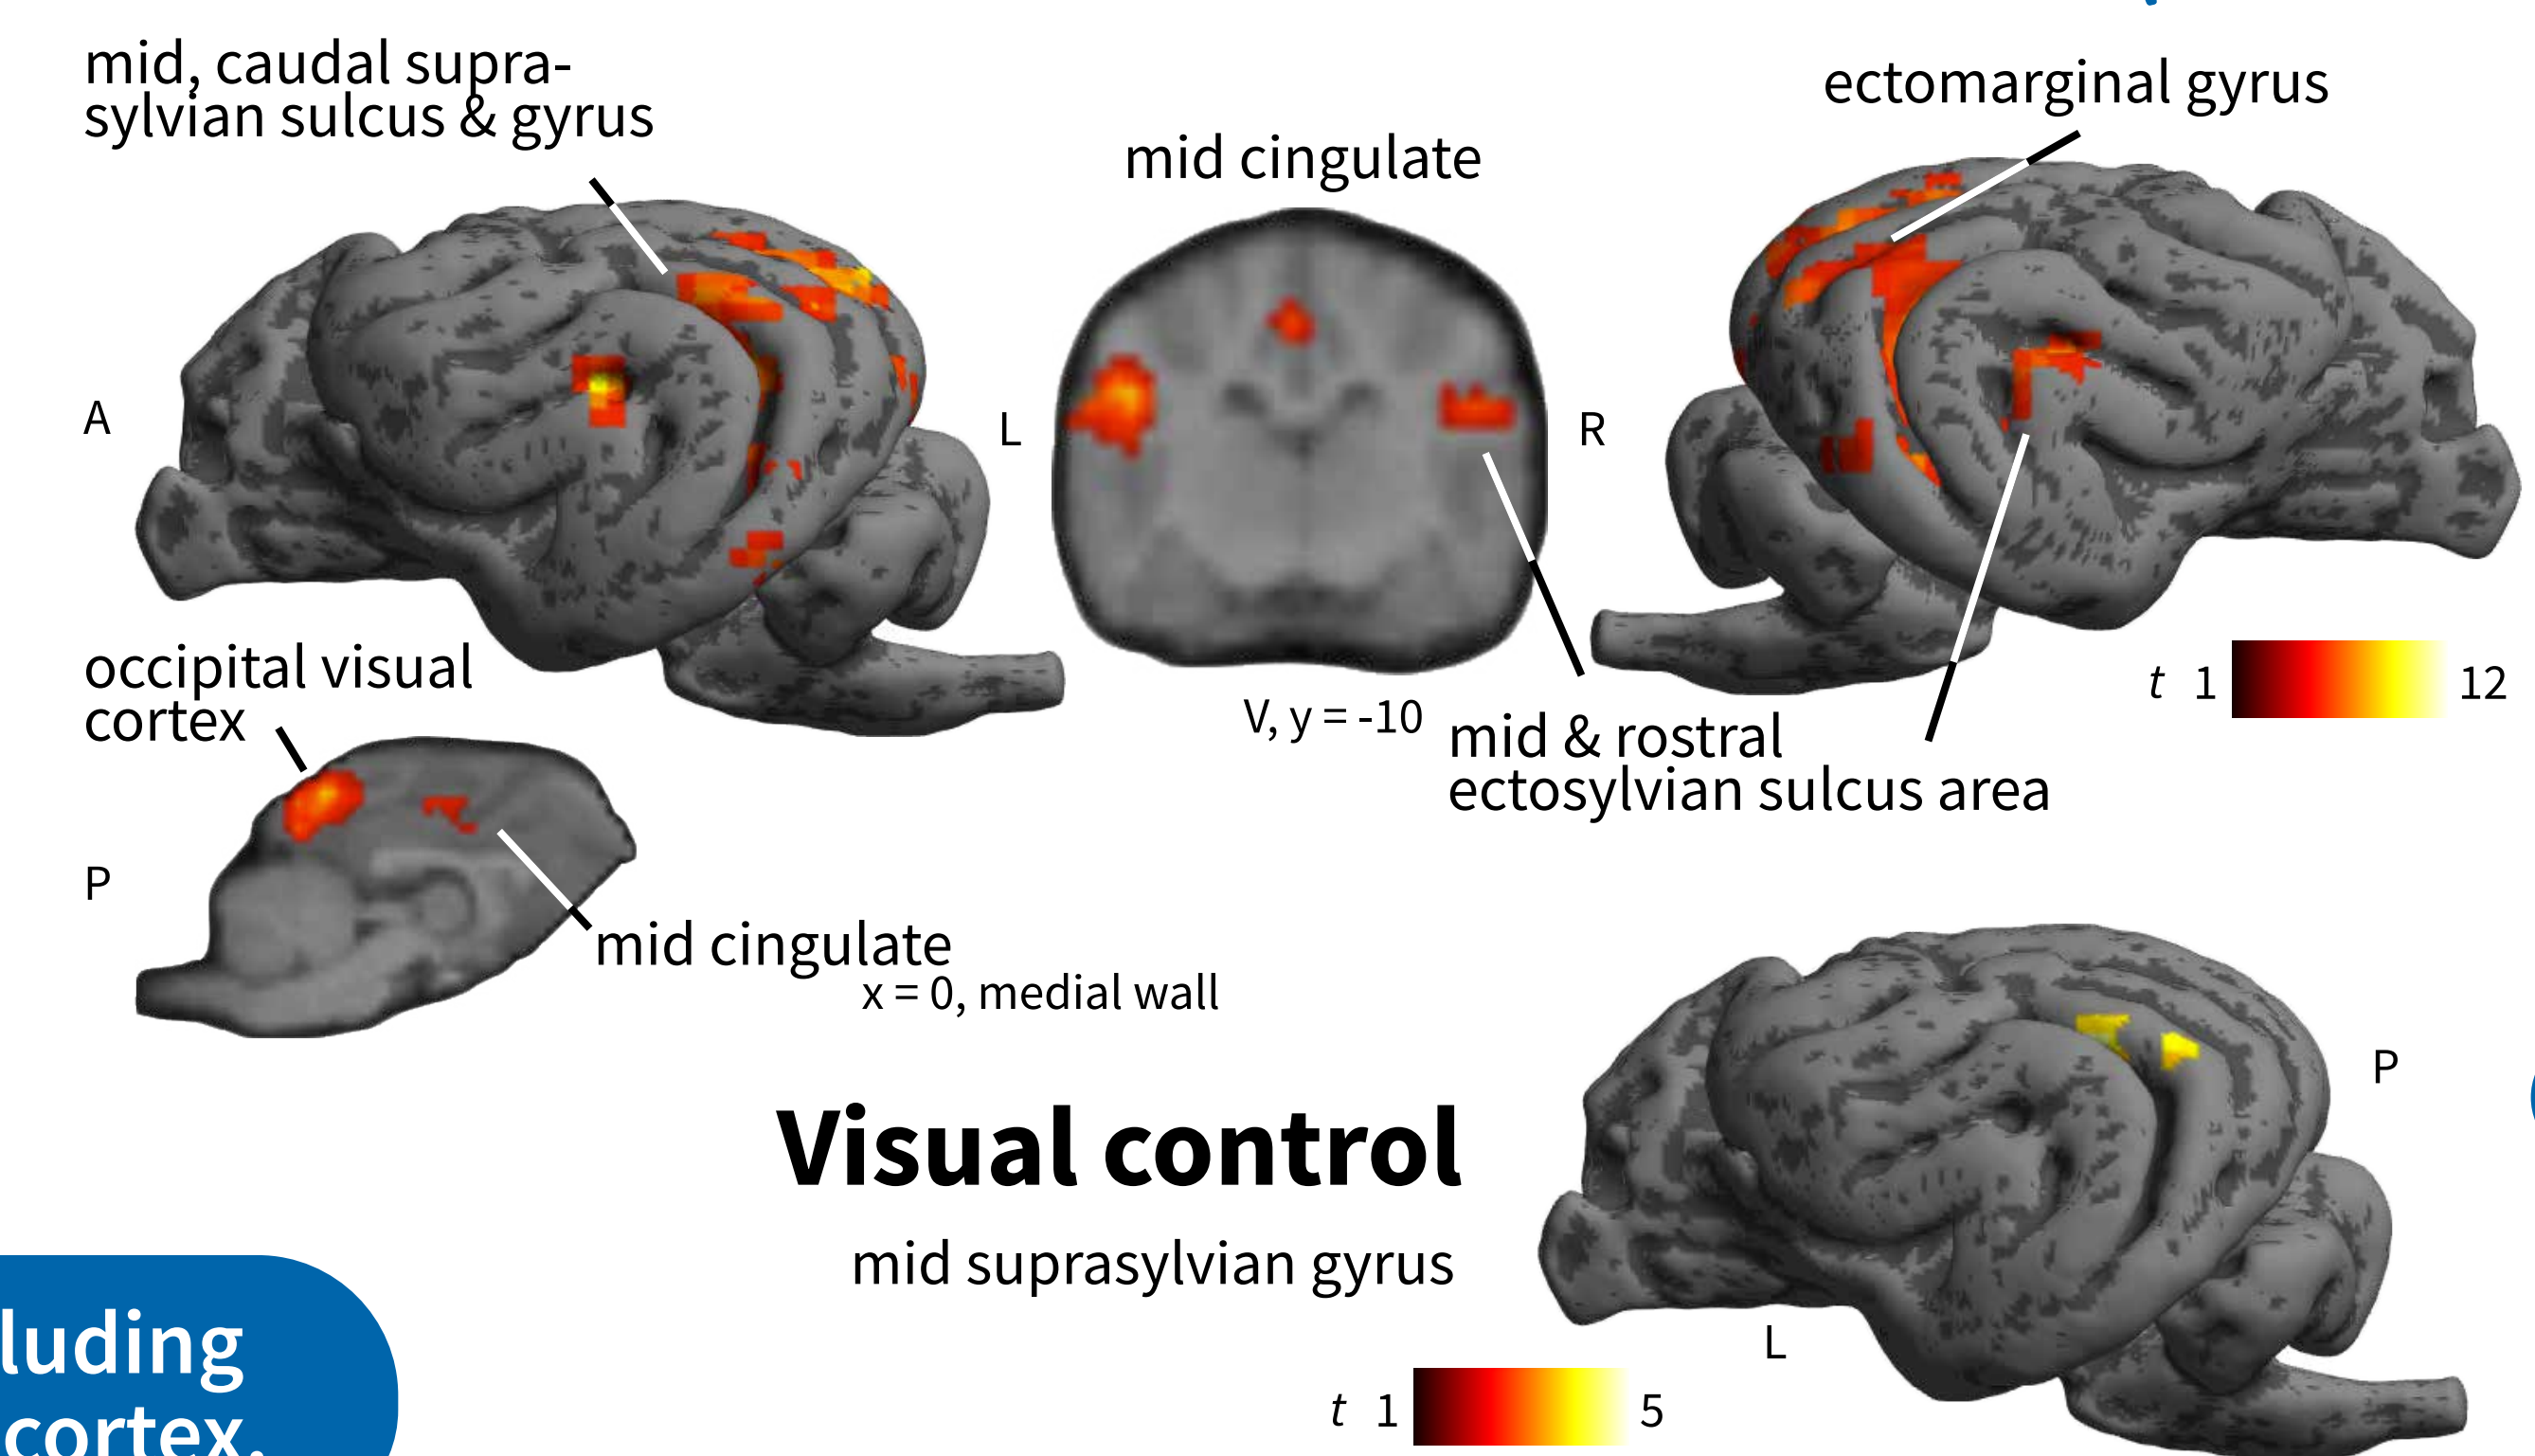 mid, caudal supra-
sylvian sulcus & gyrus
ectomarginal gyrus
mid cingulate
A
L
R
t 1 12
occipital visual
cortex
V, y = -10
mid & rostral
ectosylvian sulcus area
P
mid cingulate
x = 0, medial wall
P
Visual control
mid suprasylvian gyrus
L
t 1 5
luding
cortex.